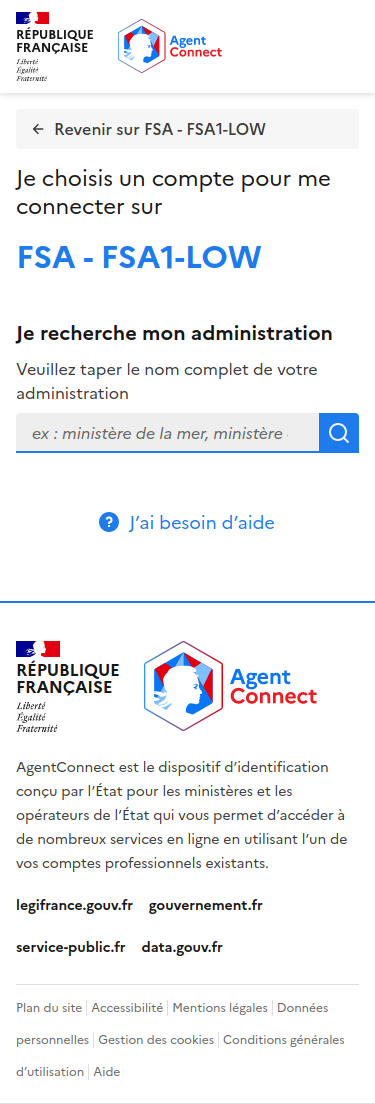 RÉPUBLIQUE
FRANÇAISE
Liberté
Égalité
Fraternité
Agent
Connect
← Revenir sur FSA - FSA1-LOW
Je choisis un compte pour me
connecter sur
FSA - FSA1-LOW
Je recherche mon administration
Veuillez taper le nom complet de votre
administration
ex : ministère de la mer, ministère
? J’ai besoin d’aide
RÉPUBLIQUE
FRANÇAISE
Liberté
Égalité
Fraternité
Agent
Connect
AgentConnect est le dispositif d’identification
conçu par l’État pour les ministères et les
opérateurs de l’État qui vous permet d’accéder à
de nombreux services en ligne en utilisant l’un de
vos comptes professionnels existants.
legifrance.gouv.fr gouvernement.fr
service-public.fr data.gouv.fr
Plan du site | Accessibilité | Mentions légales | Données
personnelles | Gestion des cookies | Conditions générales
d’utilisation | Aide